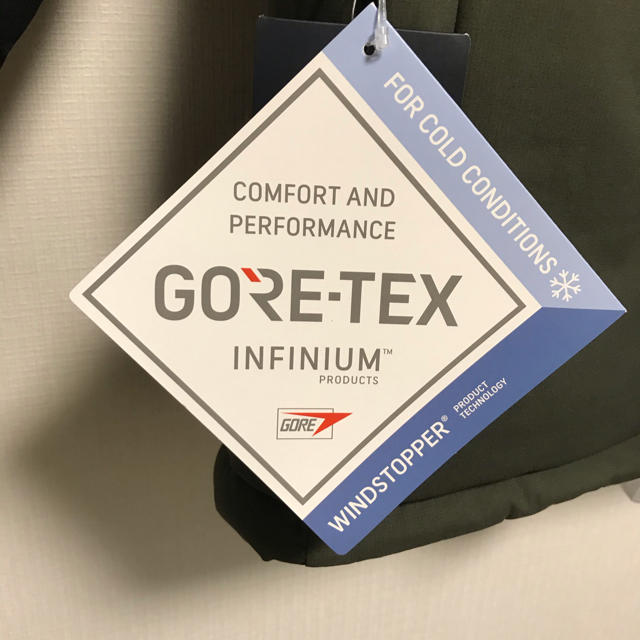 COMFORT AND
PERFORMANCE
GORE-TEX
INFINIUM™
PRODUCTS
GORE
FOR COLD CONDITIONS
WINDSTOPPER®
PRODUCT
TECHNOLOGY